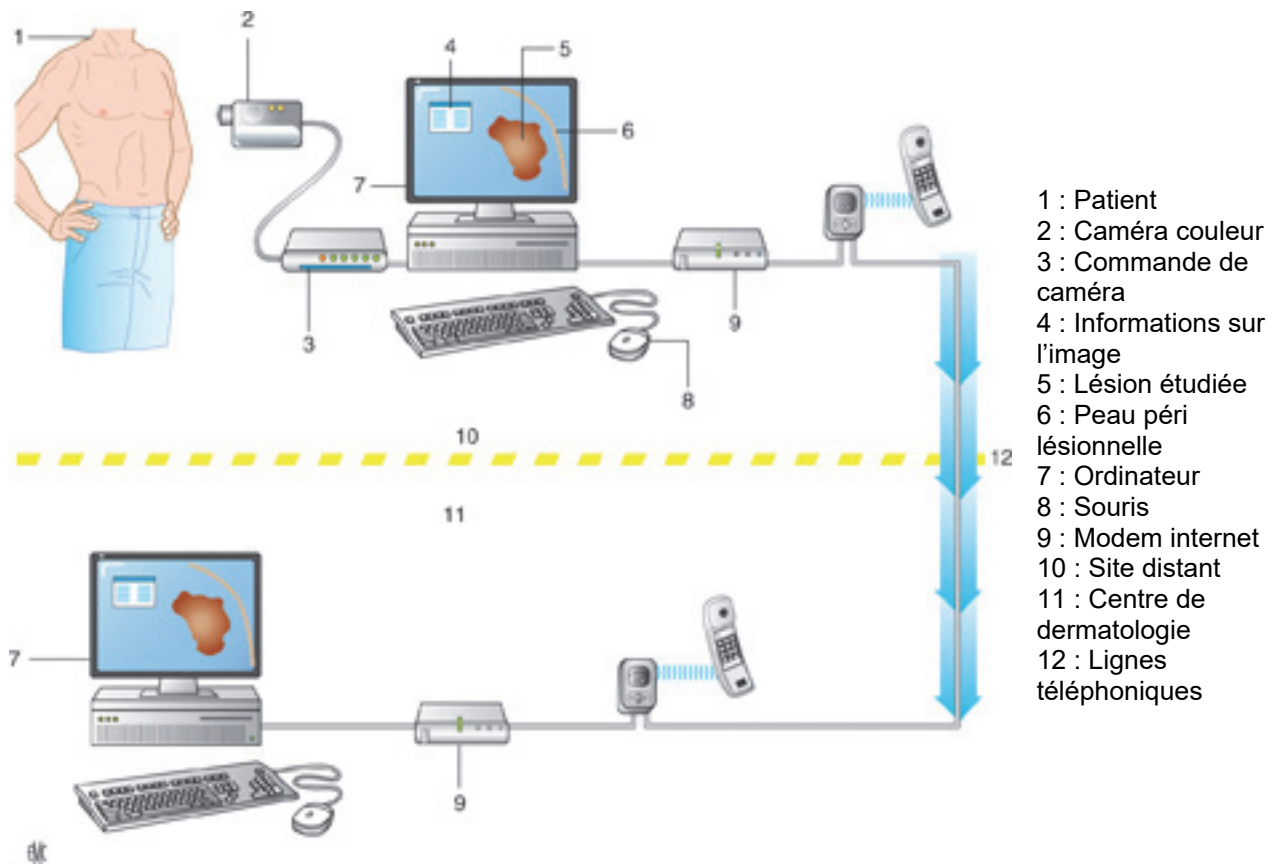 1
2
3
4
5
6
7
8
9
10
11
12
7
9
1 : Patient
2 : Caméra couleur
3 : Commande de
caméra
4 : Informations sur
l’image
5 : Lésion étudiée
6 : Peau péri
lésionnelle
7 : Ordinateur
8 : Souris
9 : Modem internet
10 : Site distant
11 : Centre de
dermatologie
12 : Lignes
téléphoniques